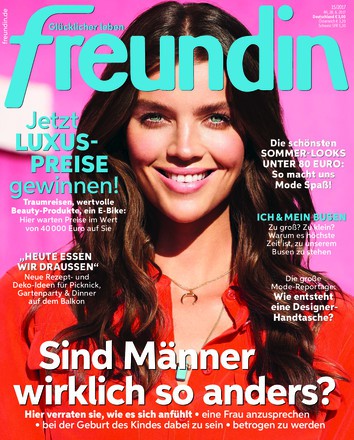 freundin.de
Glücklicher leben
freundin
Jetzt
LUXUS-
PREISE
gewinnen!
Traumreisen, wertvolle
Beauty-Produkte, ein E-Bike:
Hier warten Preise im Wert
von 40 000 Euro auf Sie
Die schönsten
SOMMER-LOOKS
UNTER 80 EURO:
So macht uns
Mode Spaß!
ICH & MEIN BUSEN
Zu groß? Zu klein?
Warum es höchste
Zeit ist, zu unserem
Busen zu stehen
„HEUTE ESSEN
WIR DRAUSSEN“
Neue Rezept- und
Deko-Ideen für Picknick,
Gartenparty & Dinner
auf dem Balkon
Die große
Mode-Reportage:
Wie entsteht
eine Designer-
Handtasche?
Sind Männer
wirklich so anders?
Hier verraten sie, wie es sich anfühlt • eine Frau anzusprechen
• bei der Geburt des Kindes dabei zu sein • betrogen zu werden